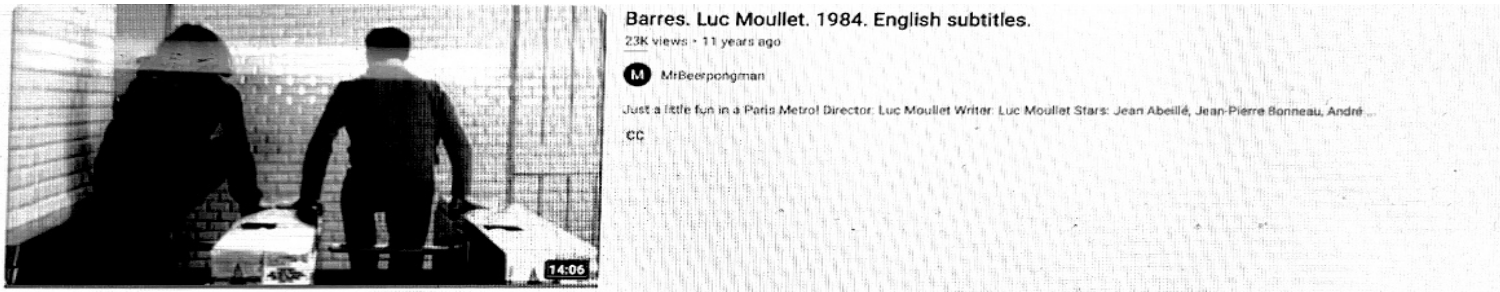 Barres. Luc Moullet. 1984. English subtitles.
23K views • 11 years ago
M MrBeerpongman
Just a little fun in a Paris Metro! Director: Luc Moullet Writer: Luc Moullet Stars: Jean Abeillé, Jean-Pierre Bonneau, André ...
CC
14:06